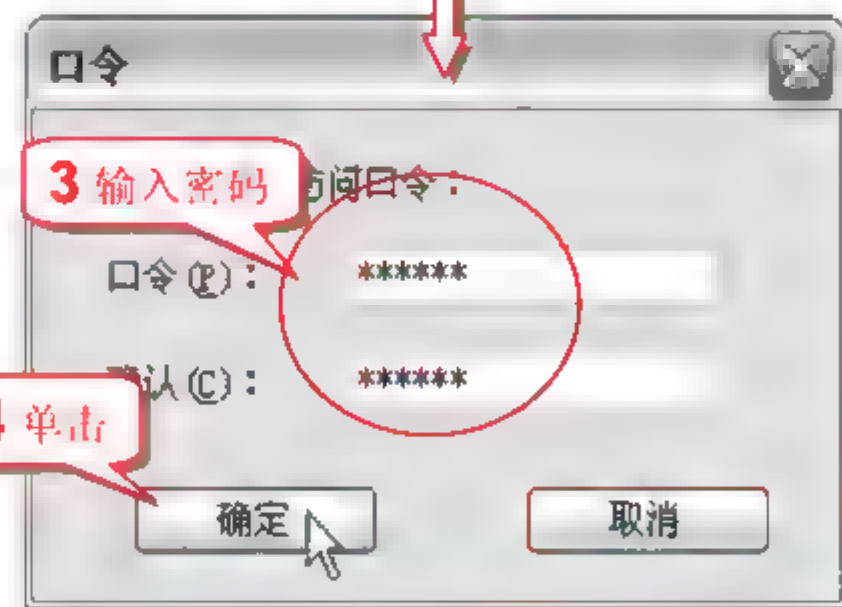 口令
3 输入密码
问口令：
口令(P)： ******
认(C)： ******
单击
确定
取消